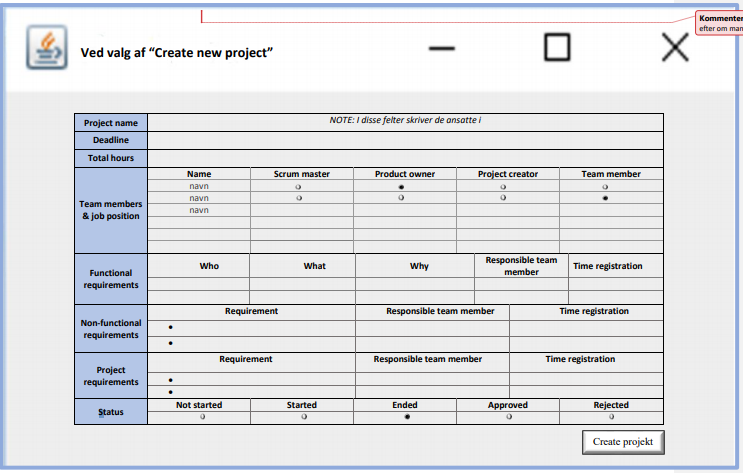 Kommenter
efter om man
Ved valg af “Create new project”
Project name
NOTE: I disse felter skriver de ansatte i
Deadline
Total hours
Team members & job position
Name Scrum master Product owner Project creator Team member
navn
navn
navn
Functional requirements
Who What Why Responsible team member Time registration
Non-functional requirements
Requirement Responsible team member Time registration
•
•
Project requirements
Requirement Responsible team member Time registration
•
•
Status
Not started Started Ended Approved Rejected
Create projekt